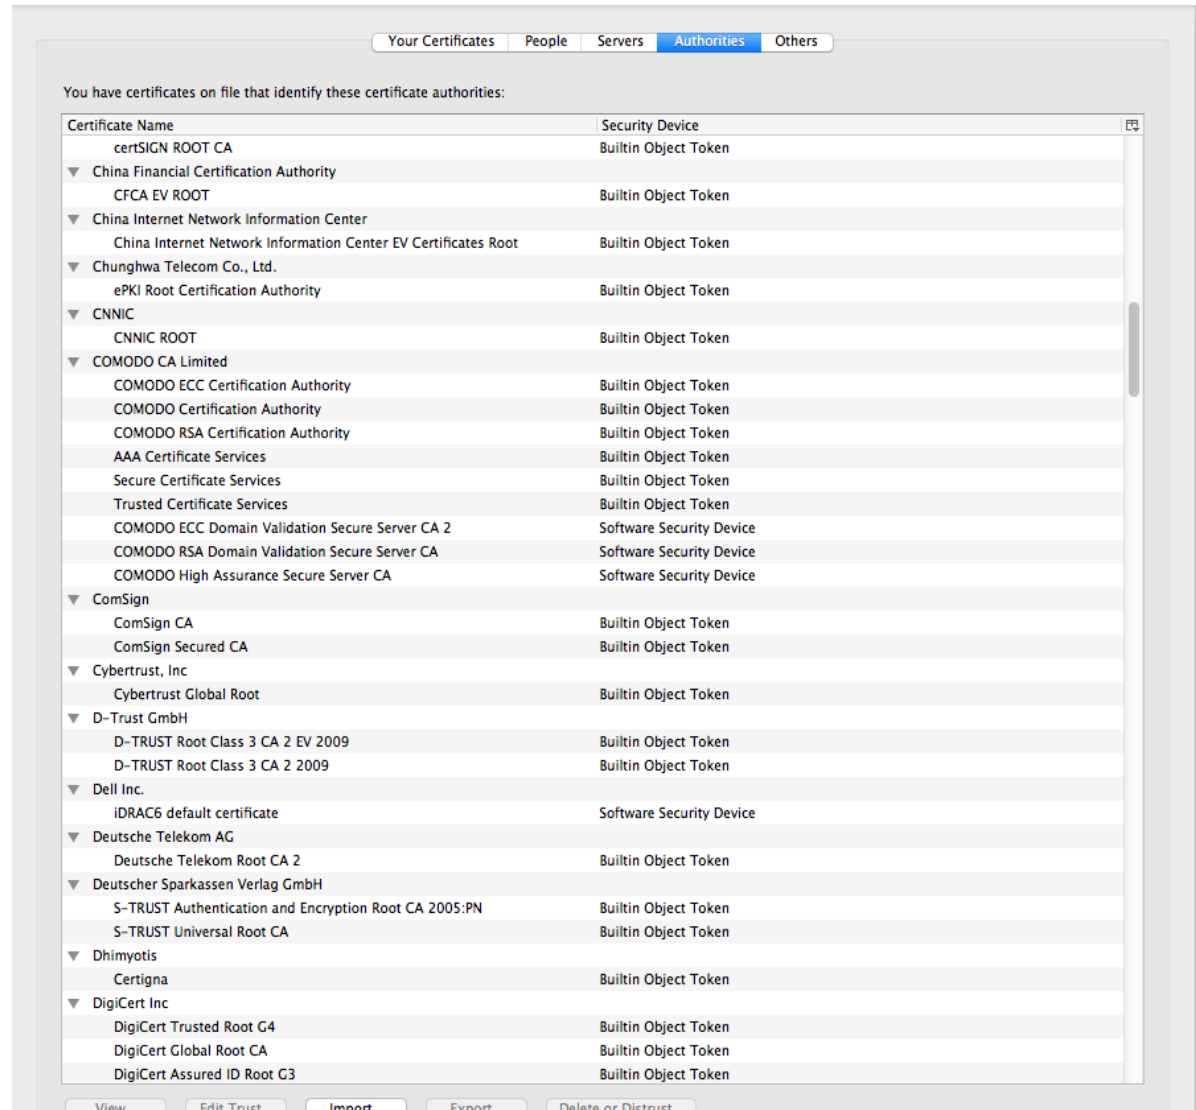 Your Certificates People Servers Authorities Others
You have certificates on file that identify these certificate authorities:
Certificate Name Security Device
certSIGN ROOT CA Builtin Object Token
China Financial Certification Authority
CFCA EV ROOT Builtin Object Token
China Internet Network Information Center
China Internet Network Information Center EV Certificates Root Builtin Object Token
Chunghwa Telecom Co., Ltd.
ePKI Root Certification Authority Builtin Object Token
CNNIC
CNNIC ROOT Builtin Object Token
COMODO CA Limited
COMODO ECC Certification Authority Builtin Object Token
COMODO Certification Authority Builtin Object Token
COMODO RSA Certification Authority Builtin Object Token
AAA Certificate Services Builtin Object Token
Secure Certificate Services Builtin Object Token
Trusted Certificate Services Builtin Object Token
COMODO ECC Domain Validation Secure Server CA 2 Software Security Device
COMODO RSA Domain Validation Secure Server CA Software Security Device
COMODO High Assurance Secure Server CA Software Security Device
ComSign
ComSign CA Builtin Object Token
ComSign Secured CA Builtin Object Token
Cybertrust, Inc
Cybertrust Global Root Builtin Object Token
D-Trust GmbH
D-TRUST Root Class 3 CA 2 EV 2009 Builtin Object Token
D-TRUST Root Class 3 CA 2 2009 Builtin Object Token
Dell Inc.
iDRAC6 default certificate Software Security Device
Deutsche Telekom AG
Deutsche Telekom Root CA 2 Builtin Object Token
Deutscher Sparkassen Verlag GmbH
S-TRUST Authentication and Encryption Root CA 2005:PN Builtin Object Token
S-TRUST Universal Root CA Builtin Object Token
Dhimyotis
Certigna Builtin Object Token
DigiCert Inc
DigiCert Trusted Root G4 Builtin Object Token
DigiCert Global Root CA Builtin Object Token
DigiCert Assured ID Root G3 Builtin Object Token
View... Edit Trust... Import... Export... Delete or Distrust...